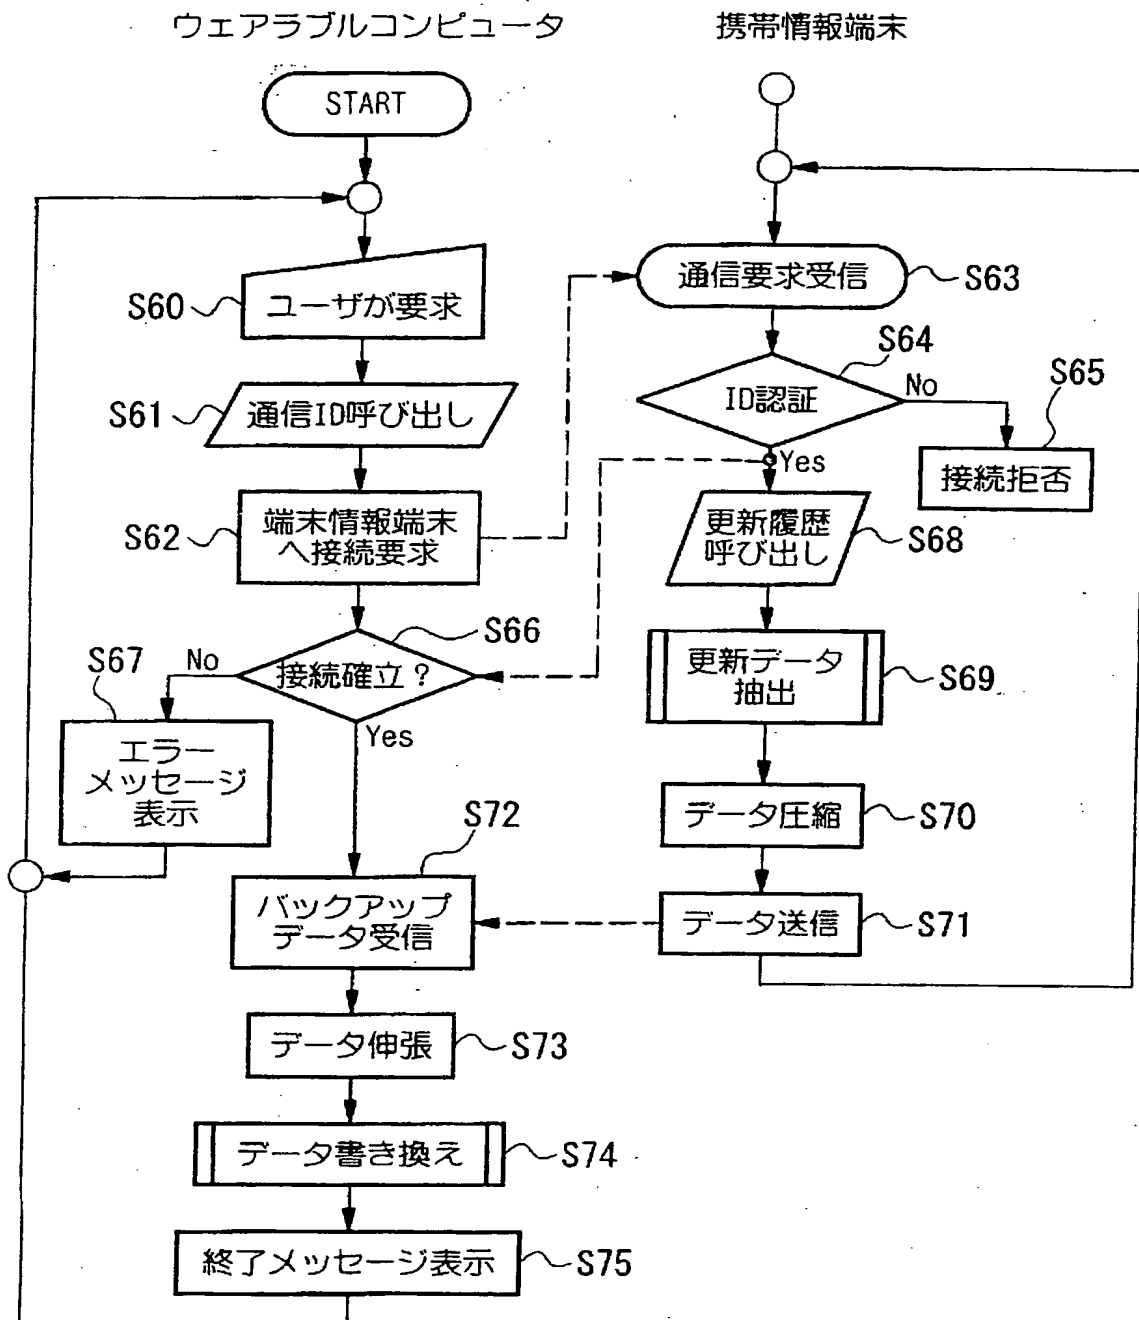 ウェアラブルコンピュータ
携帯情報端末
START
ユーザが要求
S60
通信ID呼び出し
S61
端末情報端末
へ接続要求
S62
通信要求受信
S63
ID認証
S64
No
Yes
接続拒否
S65
接続確立?
S66
No
Yes
エラー
メッセージ
表示
S67
更新履歴
呼び出し
S68
更新データ
抽出
S69
データ圧縮
S70
データ送信
S71
バックアップ
データ受信
S72
データ伸張
S73
データ書き換え
S74
終了メッセージ表示
S75